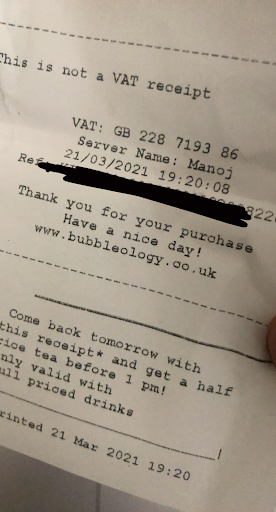 This is not a VAT receipt
VAT: GB 228 7193 86
Server Name: Manoj
21/03/2021 19:20:08
Ref
Thank you for your purchase
Have a nice day!
www.bubbleology.co.uk
Come back tomorrow with
this receipt* and get a half
rice tea before 1 pm!
nly valid with
ull priced drinks
rinted 21 Mar 2021 19:20